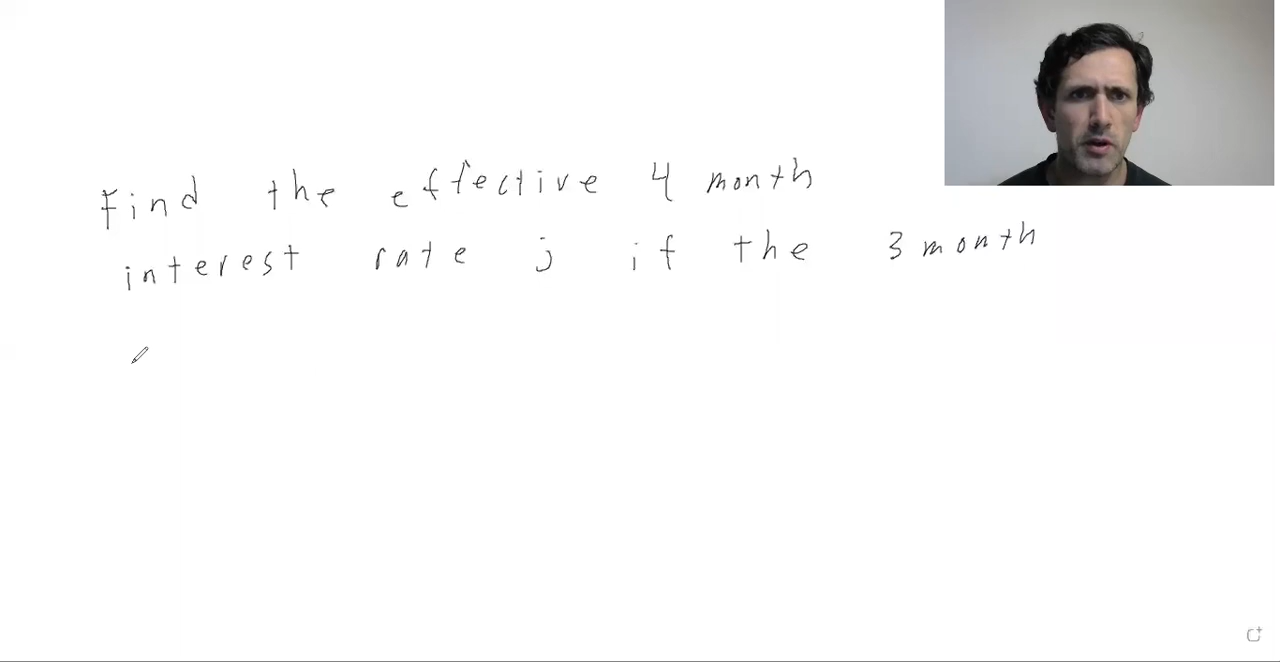 Find the effective 4 month
interest rate j if the 3 month